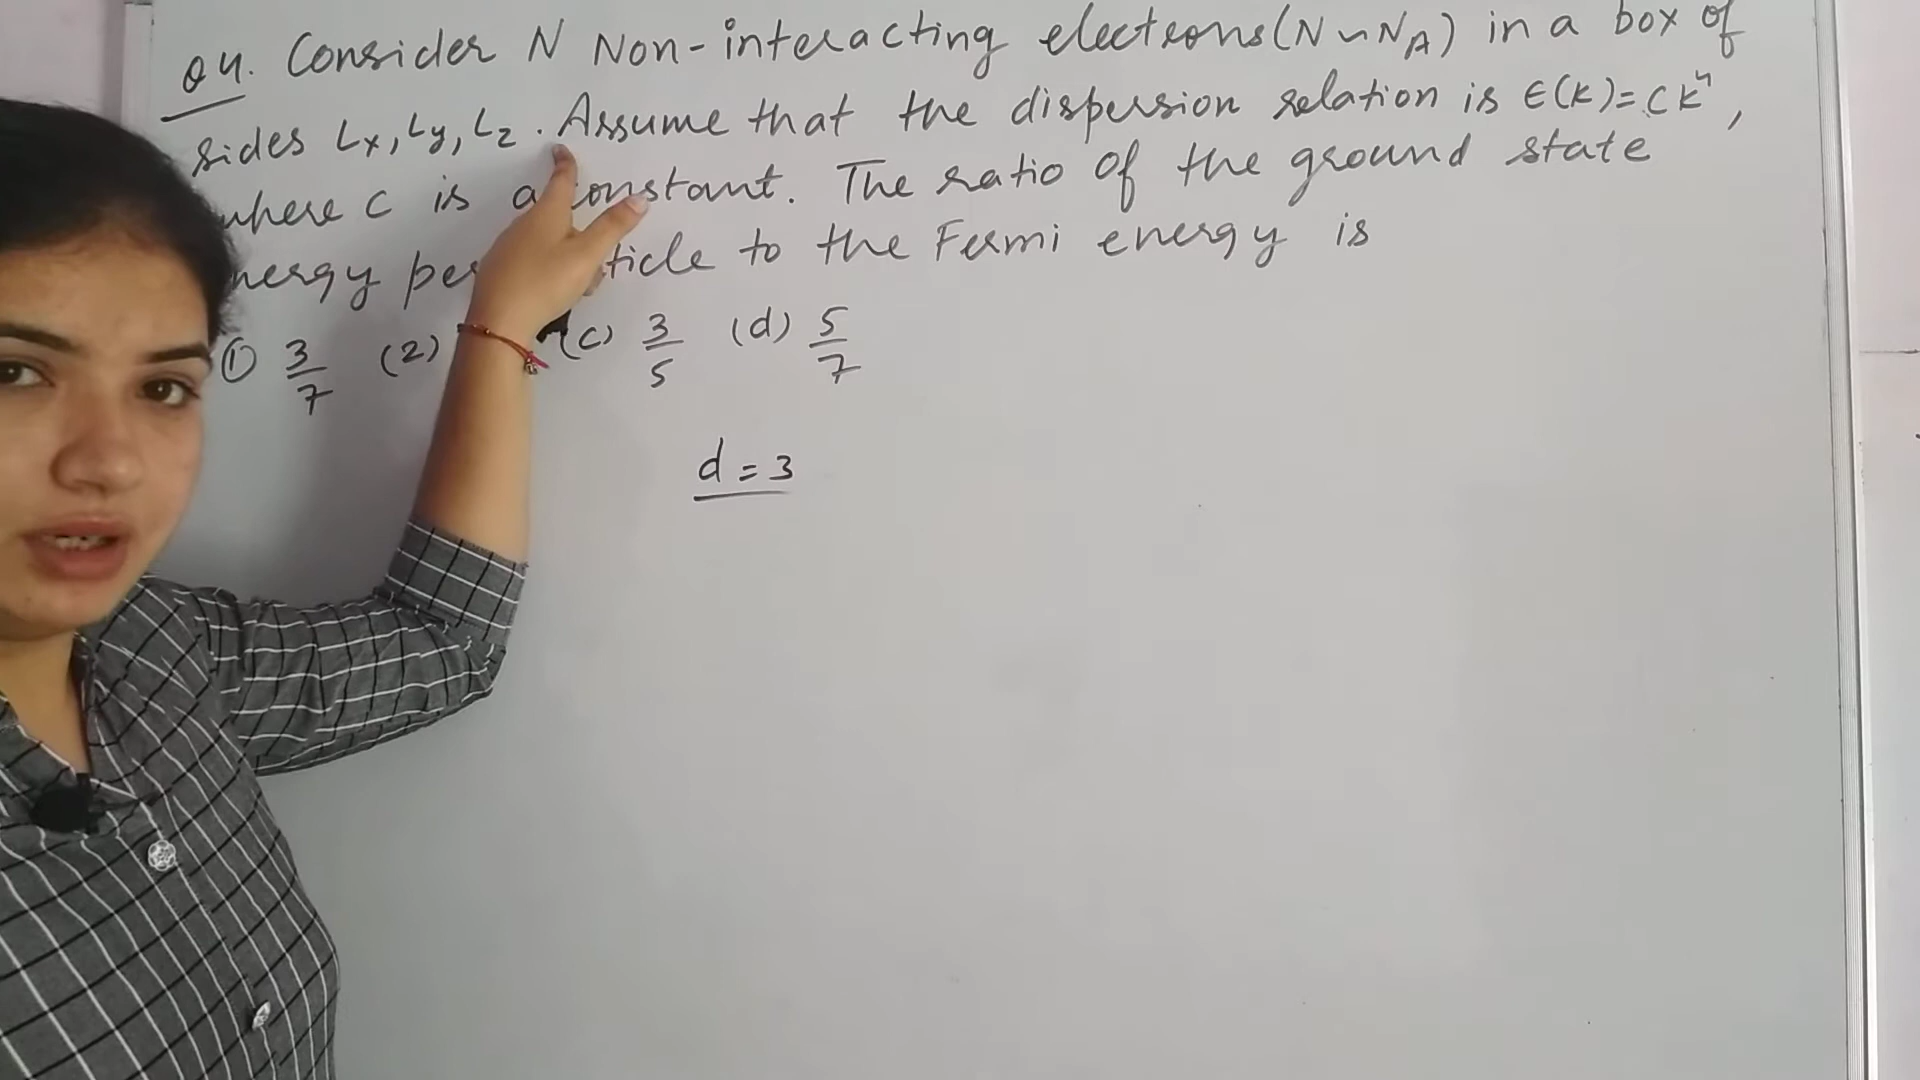 Q4. Consider N Non-interacting electrons (N ~ N_A) in a box of
sides Lx, Ly, Lz. Assume that the dispersion relation is ε(k) = ck⁴,
where c is a constant. The ratio of the ground state
to the Fermi energy is
① 3/7 (2) (c) 3/5 (d) 5/7
d = 3